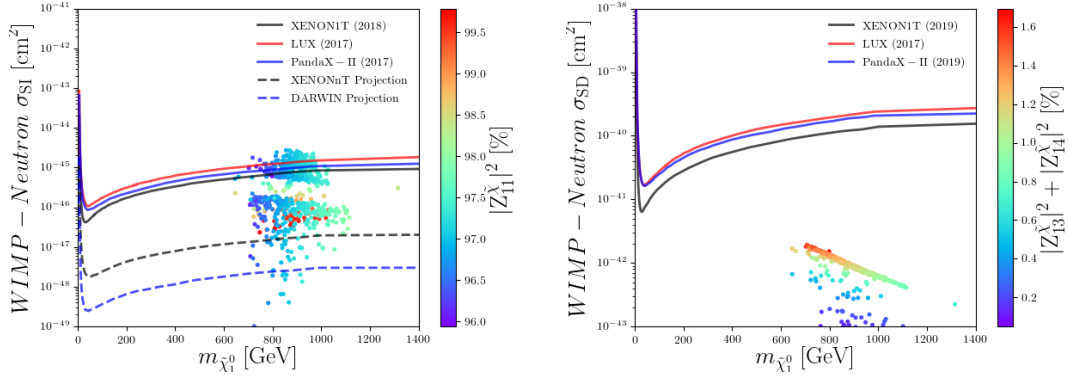 10⁻⁴¹
10⁻⁴²
10⁻⁴³
10⁻⁴⁴
10⁻⁴⁵
10⁻⁴⁶
10⁻⁴⁷
10⁻⁴⁸
10⁻⁴⁹
WIMP − Neutron σ_SI [cm²]
XENON1T (2018)
LUX (2017)
PandaX − II (2017)
XENONnT Projection
DARWIN Projection
0 200 400 600 800 1000 1200 1400
m_χ̃₁⁰ [GeV]
99.5
99.0
98.5
98.0
97.5
97.0
96.5
96.0
|Z₁₁^χ̃|² [%]
10⁻³⁸
10⁻³⁹
10⁻⁴⁰
10⁻⁴¹
10⁻⁴²
10⁻⁴³
WIMP − Neutron σ_SD [cm²]
XENON1T (2019)
LUX (2017)
PandaX − II (2019)
0 200 400 600 800 1000 1200 1400
m_χ̃₁⁰ [GeV]
1.6
1.4
1.2
1.0
0.8
0.6
0.4
0.2
|Z₁₃^χ̃|² + |Z₁₄^χ̃|² [%]